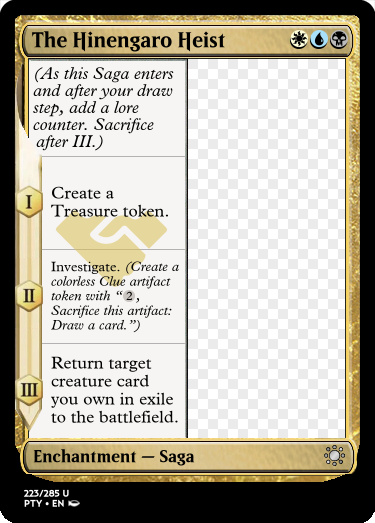 The Hinengaro Heist
(As this Saga enters
and after your draw
step, add a lore
counter. Sacrifice
after III.)
I
Create a
Treasure token.
II
Investigate. (Create a
colorless Clue artifact
token with “2,
Sacrifice this artifact:
Draw a card.”)
III
Return target
creature card
you own in exile
to the battlefield.
Enchantment — Saga
223/285 U
PTY • EN